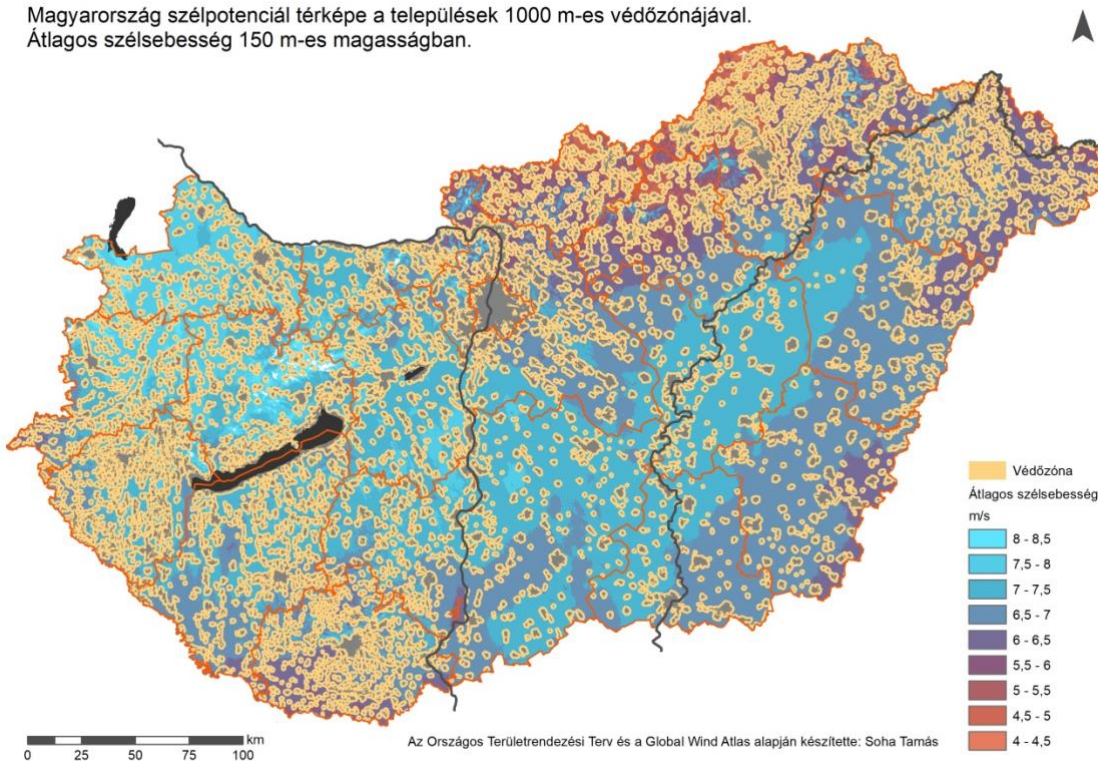 Magyarország szélpotenciál térképe a települések 1000 m-es védőzónájával.
Átlagos szélsebesség 150 m-es magasságban.
Védőzóna
Átlagos szélsebesség
m/s
8 - 8,5
7,5 - 8
7 - 7,5
6,5 - 7
6 - 6,5
5,5 - 6
5 - 5,5
4,5 - 5
4 - 4,5
km
0 25 50 75 100
Az Országos Területrendezési Terv és a Global Wind Atlas alapján készítette: Soha Tamás